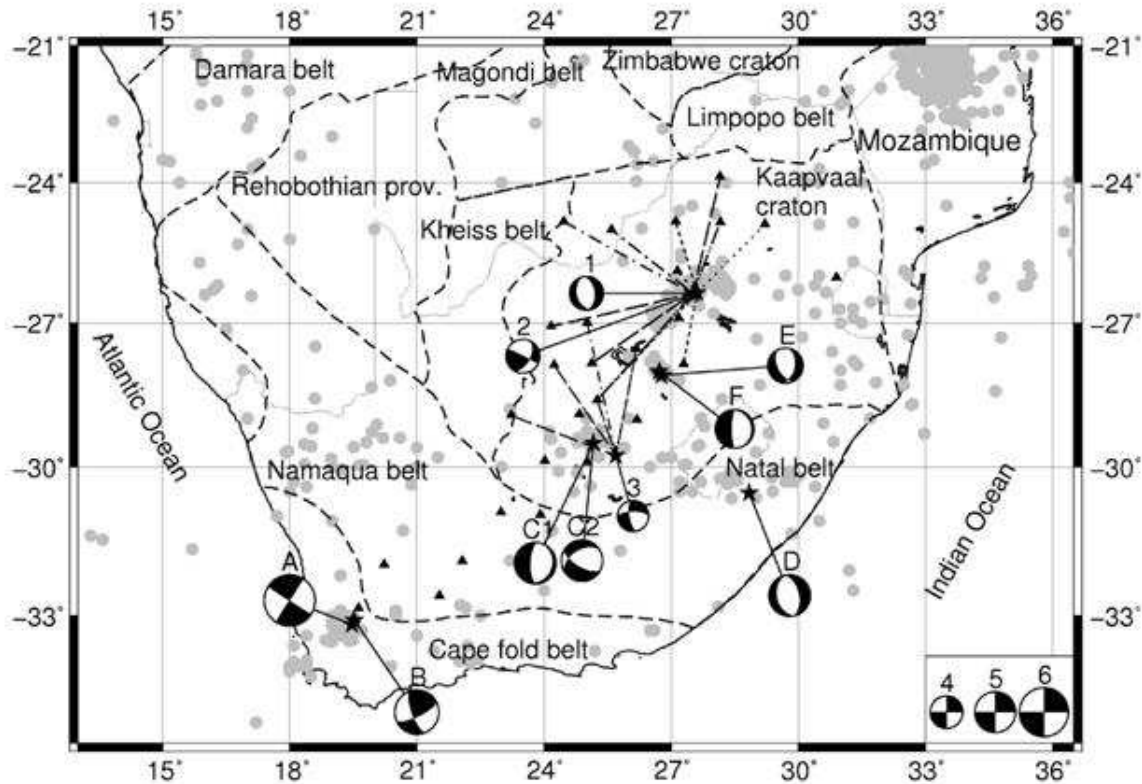 15° 18° 21° 24° 27° 30° 33° 36°
−21° −21°
Damara belt
Magondi belt
Zimbabwe craton
Limpopo belt
Mozambique
−24° −24°
Rehobothian prov.
Kaapvaal
craton
Kheiss belt
1
−27° −27°
2
E
Atlantic Ocean
F
−30° −30°
Namaqua belt
Natal belt
3
C1 C2
Indian Ocean
A
D
−33° −33°
Cape fold belt
B
4 5 6
15° 18° 21° 24° 27° 30° 33° 36°